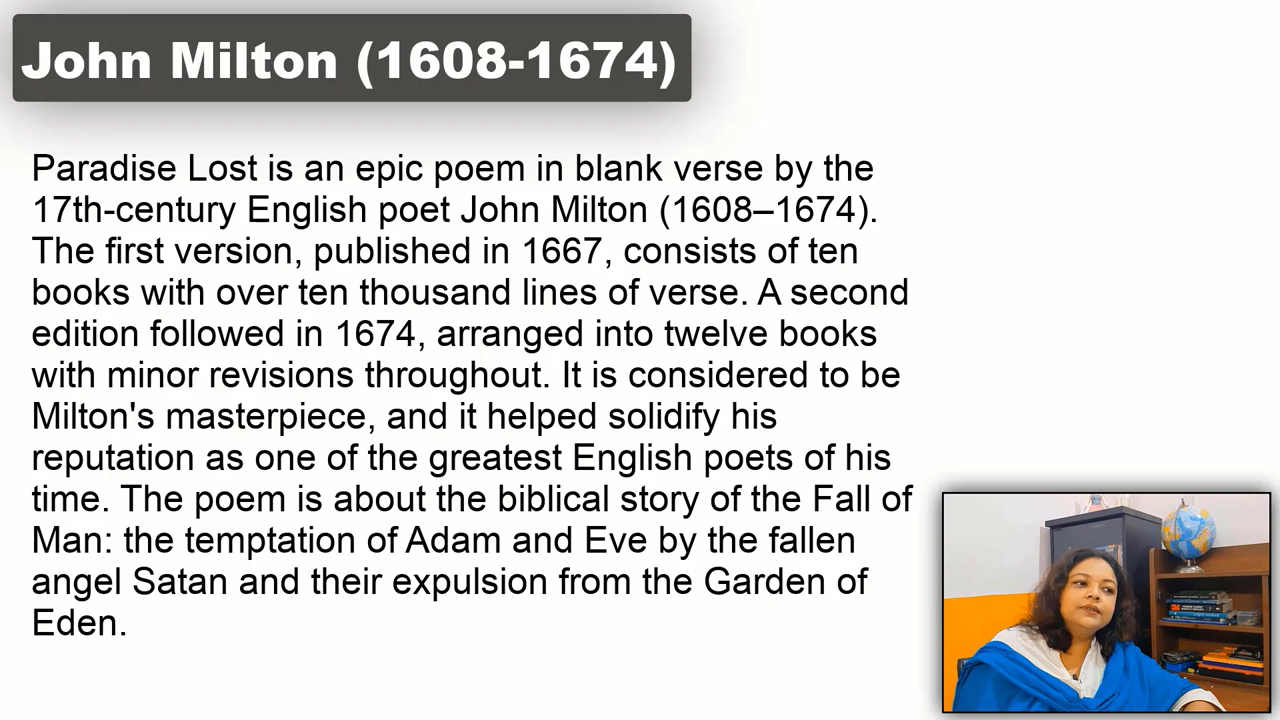 John Milton (1608-1674)
Paradise Lost is an epic poem in blank verse by the
17th-century English poet John Milton (1608–1674).
The first version, published in 1667, consists of ten
books with over ten thousand lines of verse. A second
edition followed in 1674, arranged into twelve books
with minor revisions throughout. It is considered to be
Milton's masterpiece, and it helped solidify his
reputation as one of the greatest English poets of his
time. The poem is about the biblical story of the Fall of
Man: the temptation of Adam and Eve by the fallen
angel Satan and their expulsion from the Garden of
Eden.